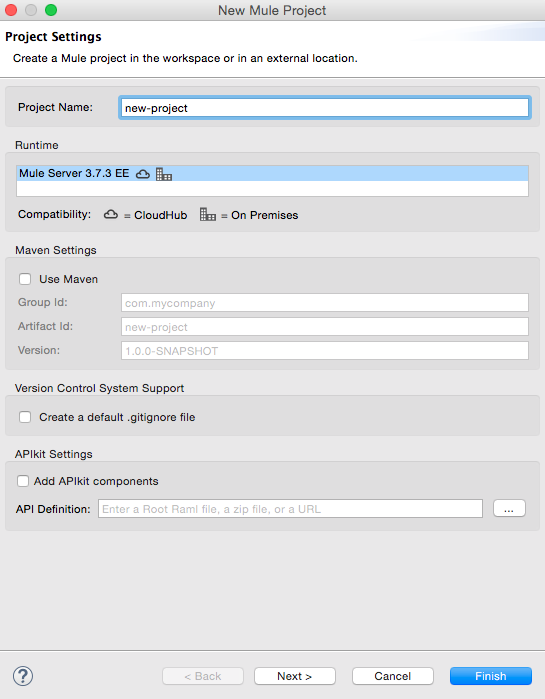 New Mule Project
Project Settings
Create a Mule project in the workspace or in an external location.
Project Name: new-project
Runtime
Mule Server 3.7.3 EE
Compatibility: = CloudHub = On Premises
Maven Settings
Use Maven
Group Id: com.mycompany
Artifact Id: new-project
Version: 1.0.0-SNAPSHOT
Version Control System Support
Create a default .gitignore file
APIkit Settings
Add APIkit components
API Definition: Enter a Root Raml file, a zip file, or a URL ...
? < Back Next > Cancel Finish